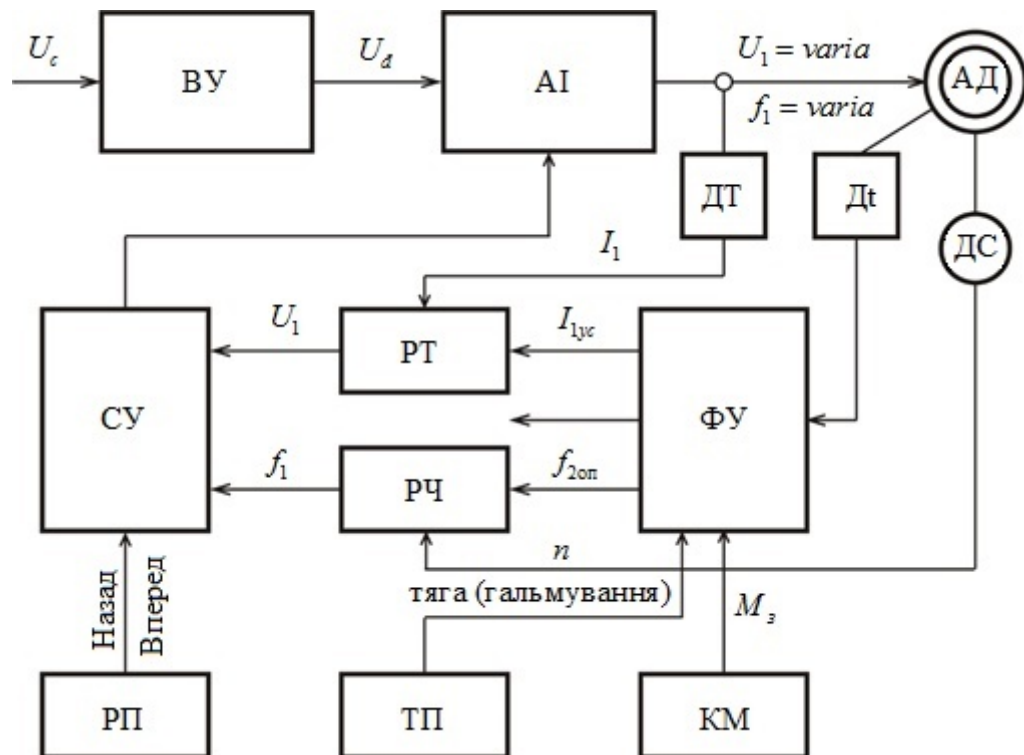 U_c
ВУ
U_d
АІ
U_1 = varia
f_1 = varia
АД
ДТ
Дt
ДС
I_1
U_1
РТ
I_1ус
СУ
ФУ
f_1
РЧ
f_2оп
n
Назад
Вперед
тяга (гальмування)
M_з
РП
ТП
КМ